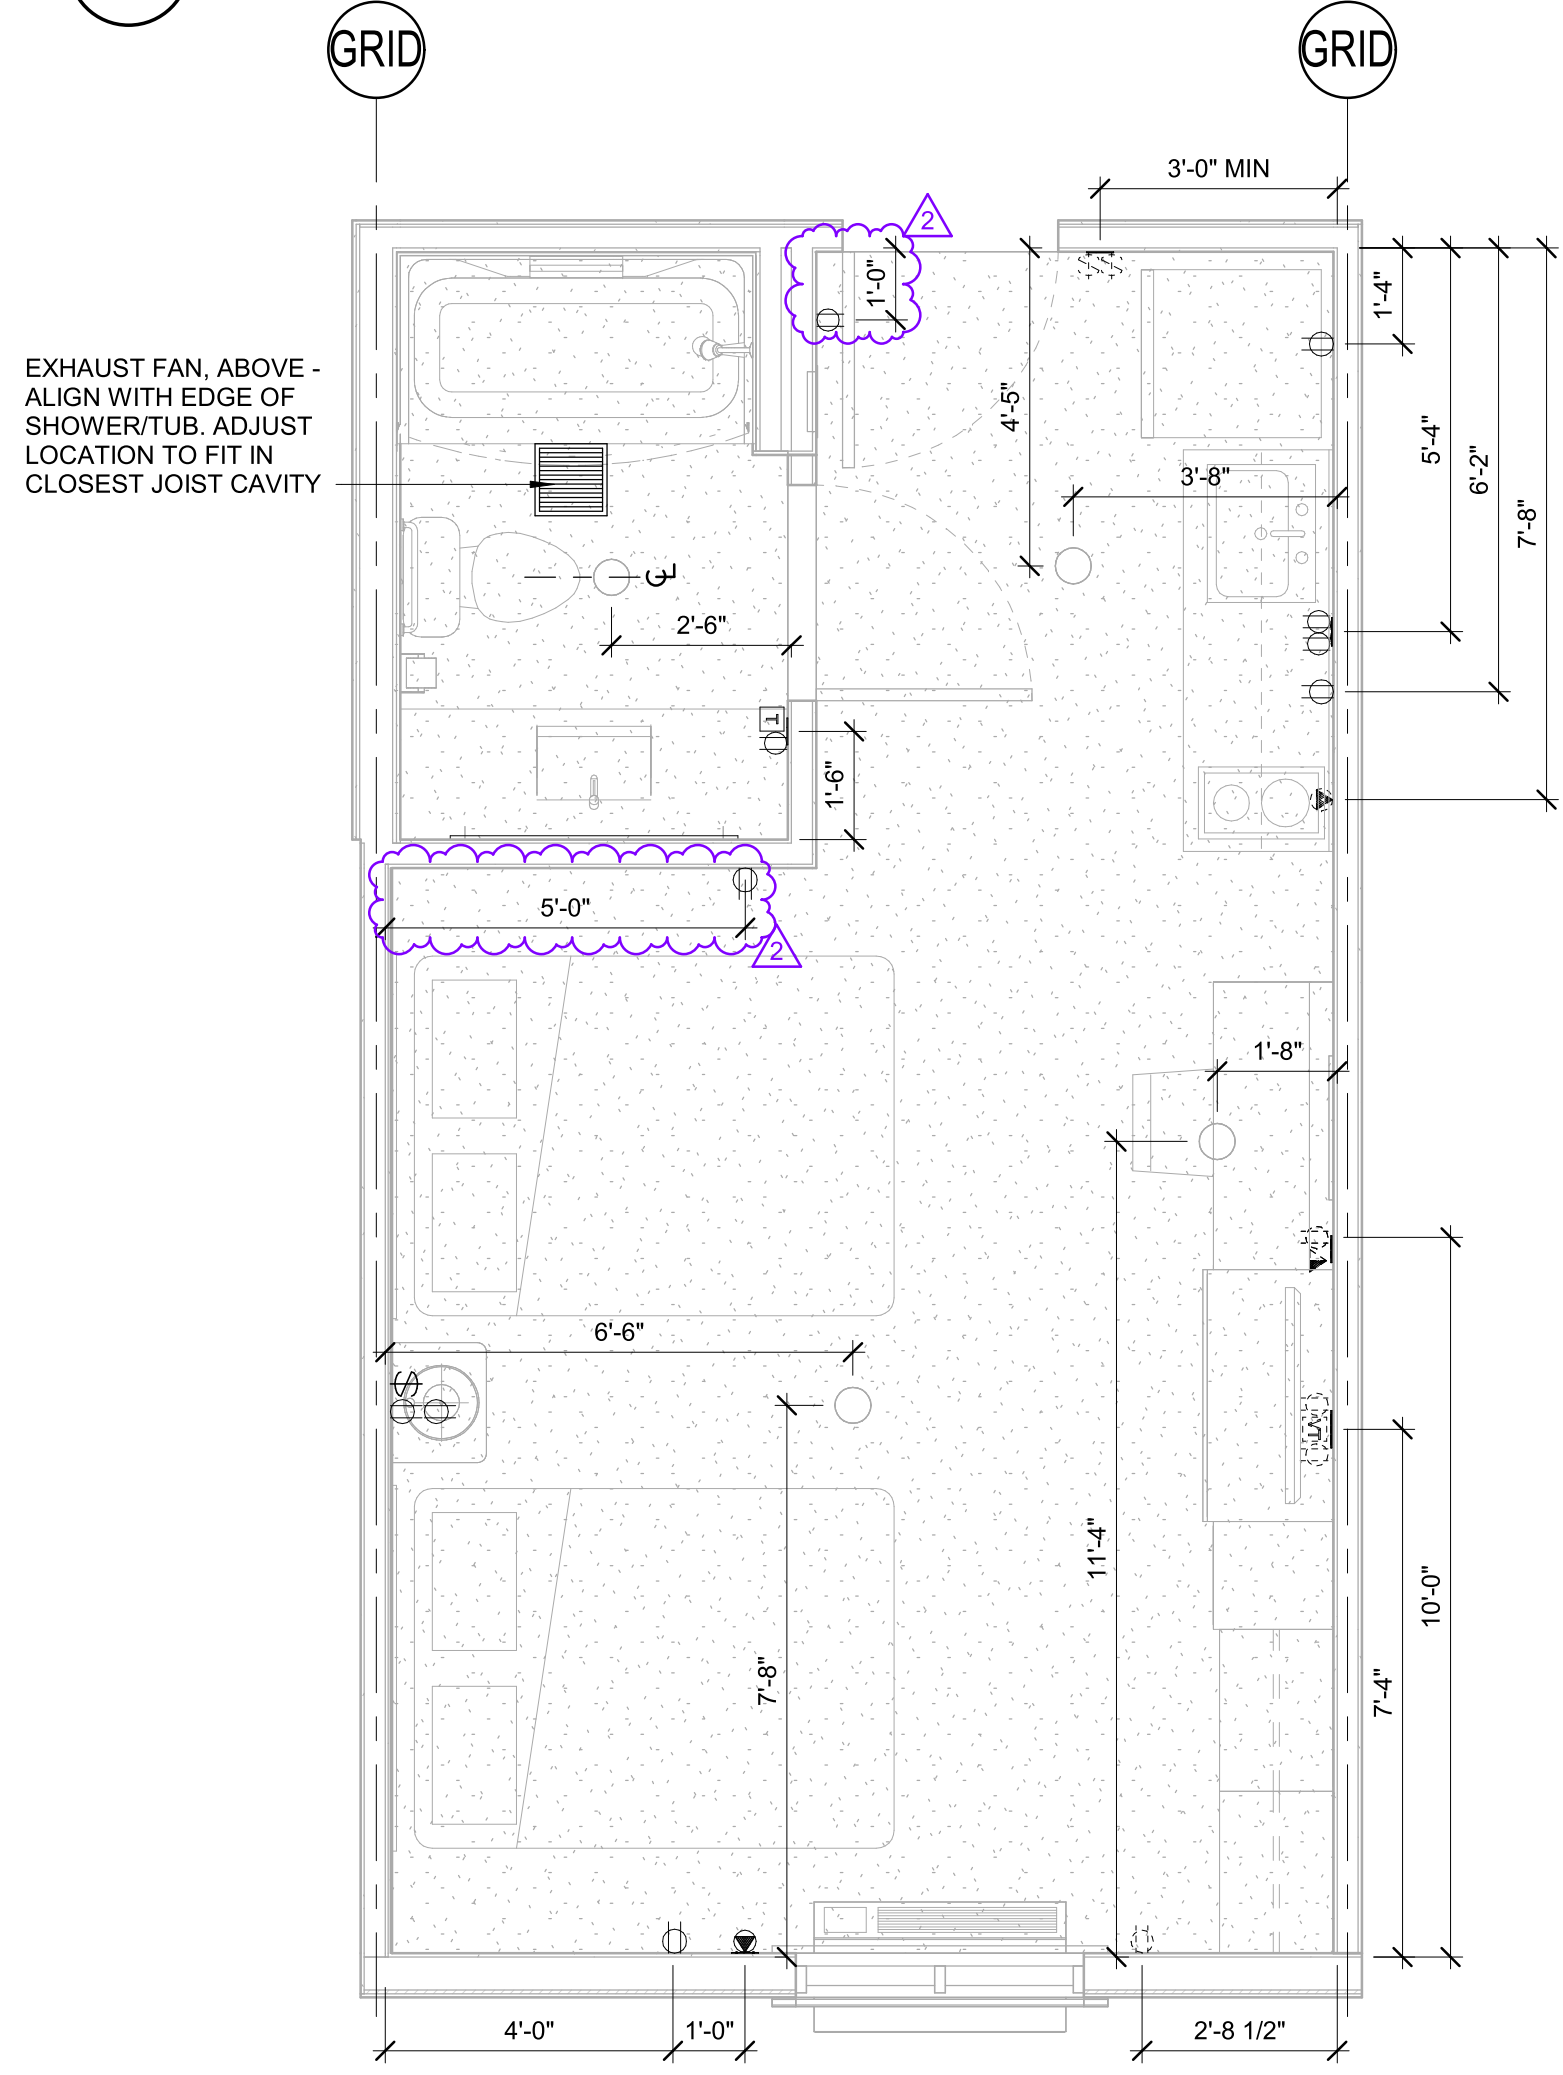 GRID
GRID
3'-0" MIN
2
1'-0"
1'-4"
EXHAUST FAN, ABOVE -
ALIGN WITH EDGE OF
SHOWER/TUB. ADJUST
LOCATION TO FIT IN
CLOSEST JOIST CAVITY
4'-5"
5'-4"
6'-2"
7'-8"
3'-8"
CL
2'-6"
T
1'-6"
5'-0"
2
1'-8"
6'-6"
S
TV
11'-4"
10'-0"
7'-8"
7'-4"
4'-0"
1'-0"
2'-8 1/2"